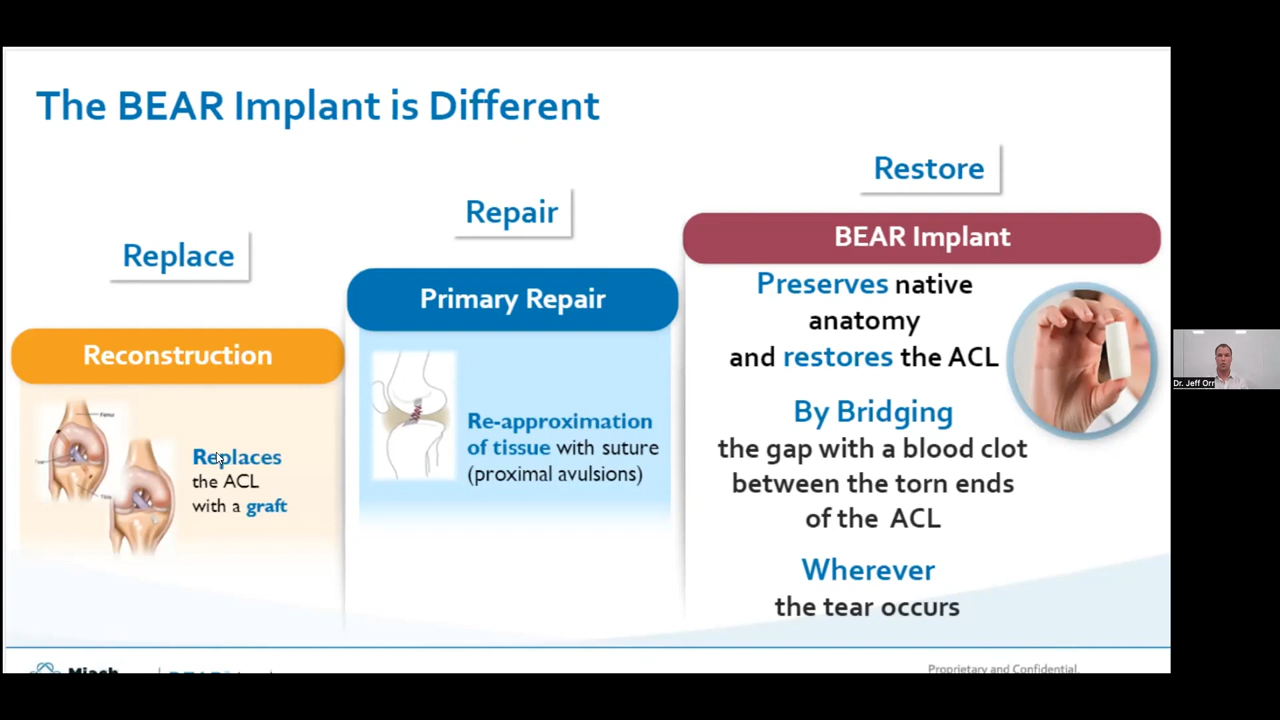 The BEAR Implant is Different
Replace
Reconstruction
Replaces
the ACL
with a graft
Repair
Primary Repair
Re-approximation
of tissue with suture
(proximal avulsions)
Restore
BEAR Implant
Preserves native
anatomy
and restores the ACL
By Bridging
the gap with a blood clot
between the torn ends
of the ACL
Wherever
the tear occurs
Miach
Proprietary and Confidential.
Dr. Jeff Orr